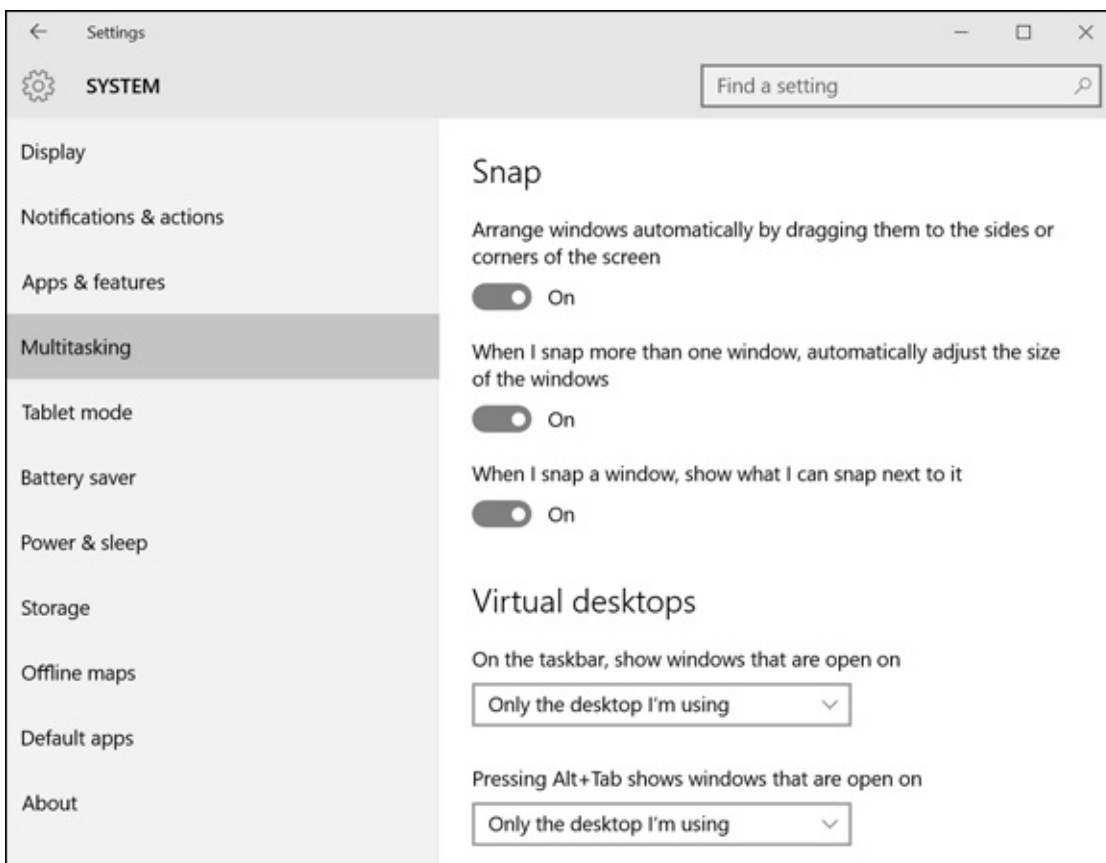 Settings
SYSTEM
Find a setting
Display
Notifications & actions
Apps & features
Multitasking
Tablet mode
Battery saver
Power & sleep
Storage
Offline maps
Default apps
About
Snap
Arrange windows automatically by dragging them to the sides or
corners of the screen
On
When I snap more than one window, automatically adjust the size
of the windows
On
When I snap a window, show what I can snap next to it
On
Virtual desktops
On the taskbar, show windows that are open on
Only the desktop I'm using
Pressing Alt+Tab shows windows that are open on
Only the desktop I'm using